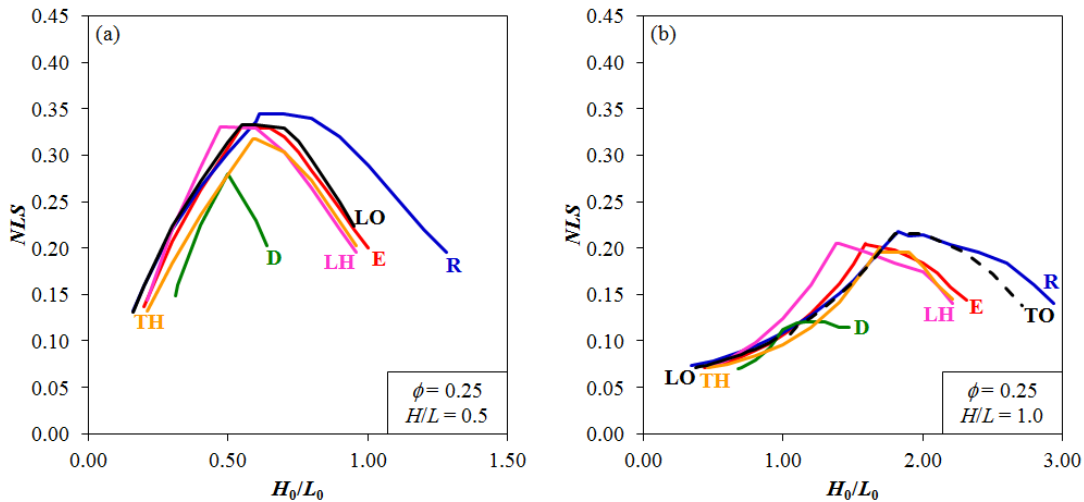 (a)
NLS
0.45
0.40
0.35
0.30
0.25
0.20
0.15
0.10
0.05
0.00
0.00 0.50 1.00 1.50
H₀/L₀
TH
D
LH
LO
E
R
ϕ = 0.25
H/L = 0.5
(b)
NLS
0.45
0.40
0.35
0.30
0.25
0.20
0.15
0.10
0.05
0.00
0.00 1.00 2.00 3.00
H₀/L₀
LO
TH
D
LH
E
TO
R
ϕ = 0.25
H/L = 1.0